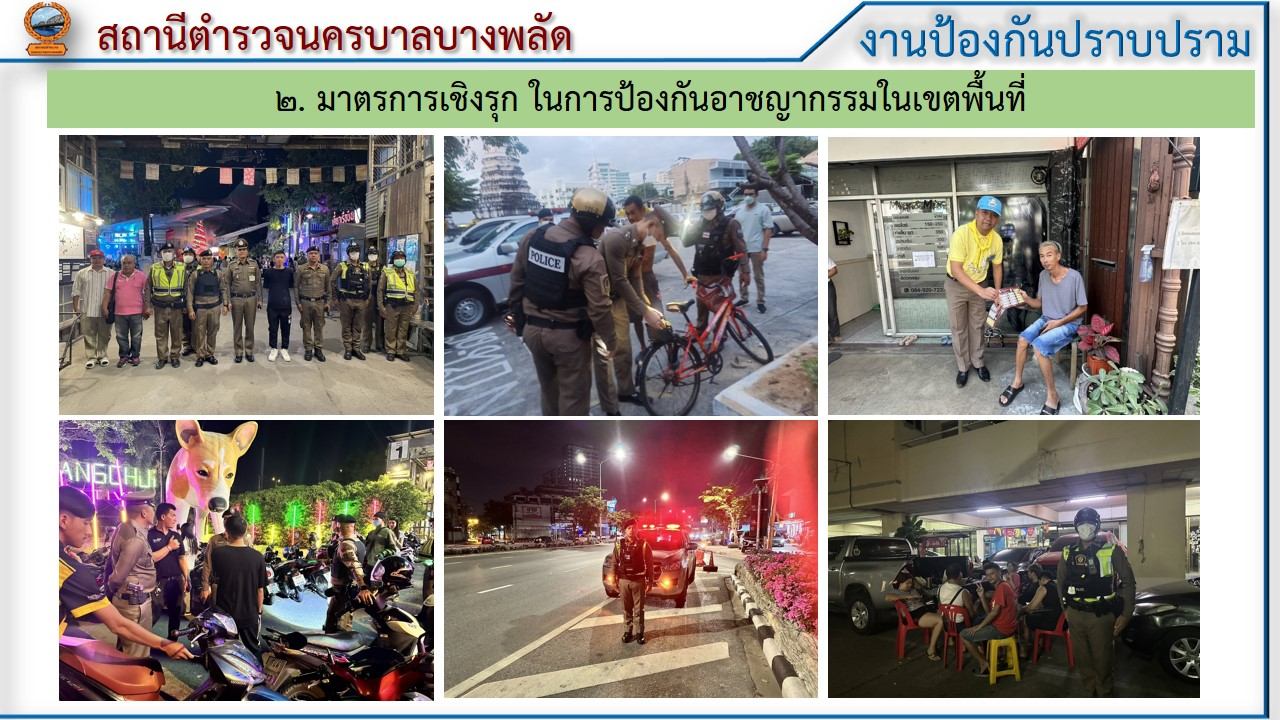 สถานีตำรวจนครบาลบางพลัด
งานป้องกันปราบปราม
๒. มาตรการเชิงรุก ในการป้องกันอาชญากรรมในเขตพื้นที่
POLICE
ANGCHUI
1